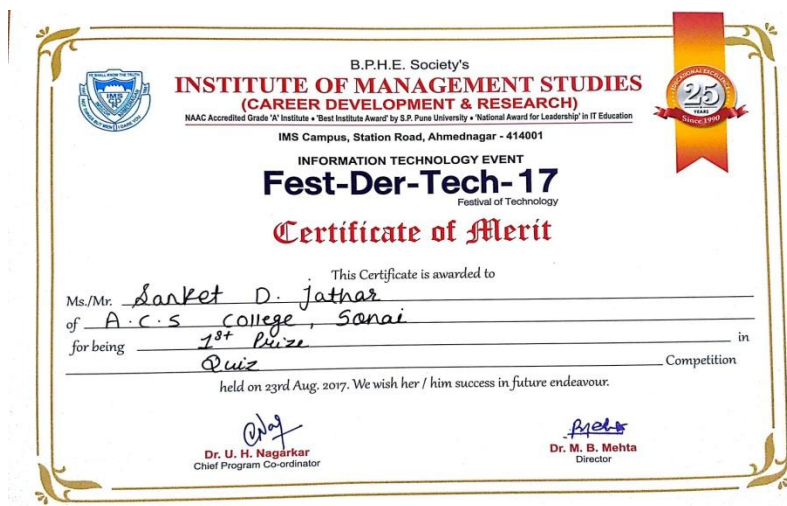 B.P.H.E. Society's
INSTITUTE OF MANAGEMENT STUDIES
(CAREER DEVELOPMENT & RESEARCH)
NAAC Accredited Grade 'A' Institute • 'Best Institute Award' by S.P. Pune University • 'National Award for Leadership' in IT Education
IMS Campus, Station Road, Ahmednagar - 414001
IMS
EDUCATIONAL EXCELLENCE
25
YEARS
Since 1990
INFORMATION TECHNOLOGY EVENT
Fest-Der-Tech-17
Festival of Technology
Certificate of Merit
This Certificate is awarded to
Ms./Mr. Sanket D. Jathar
of A.C.S College, Sonai
for being 1st Prize in
Quiz Competition
held on 23rd Aug. 2017. We wish her / him success in future endeavour.
Dr. U. H. Nagarkar
Chief Program Co-ordinator
Dr. M. B. Mehta
Director